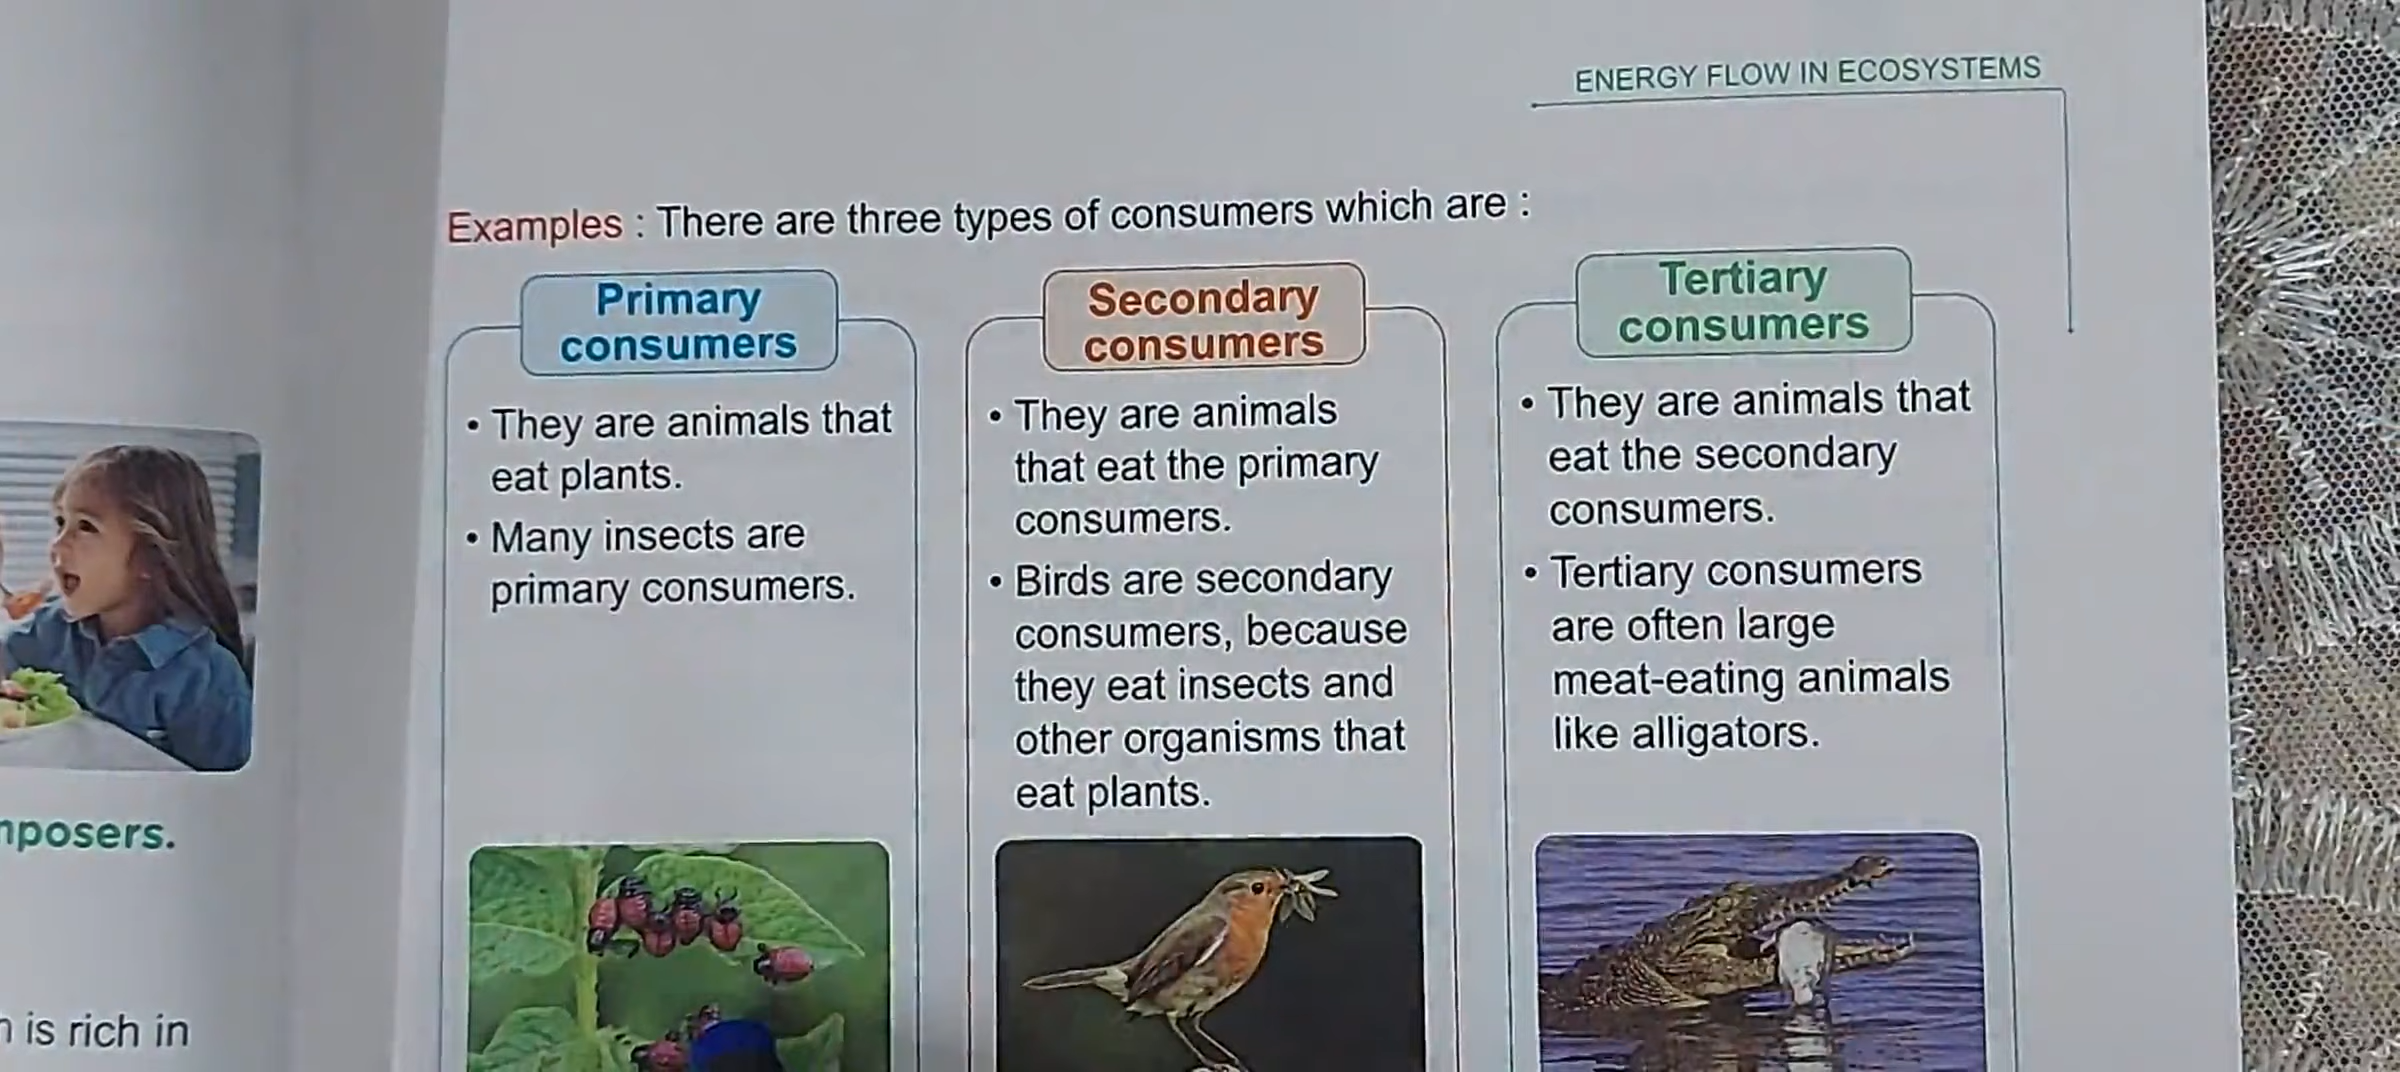 ENERGY FLOW IN ECOSYSTEMS
Examples : There are three types of consumers which are :
Primary
consumers
• They are animals that
eat plants.
• Many insects are
primary consumers.
Secondary
consumers
• They are animals
that eat the primary
consumers.
• Birds are secondary
consumers, because
they eat insects and
other organisms that
eat plants.
Tertiary
consumers
• They are animals that
eat the secondary
consumers.
• Tertiary consumers
are often large
meat-eating animals
like alligators.
is rich in